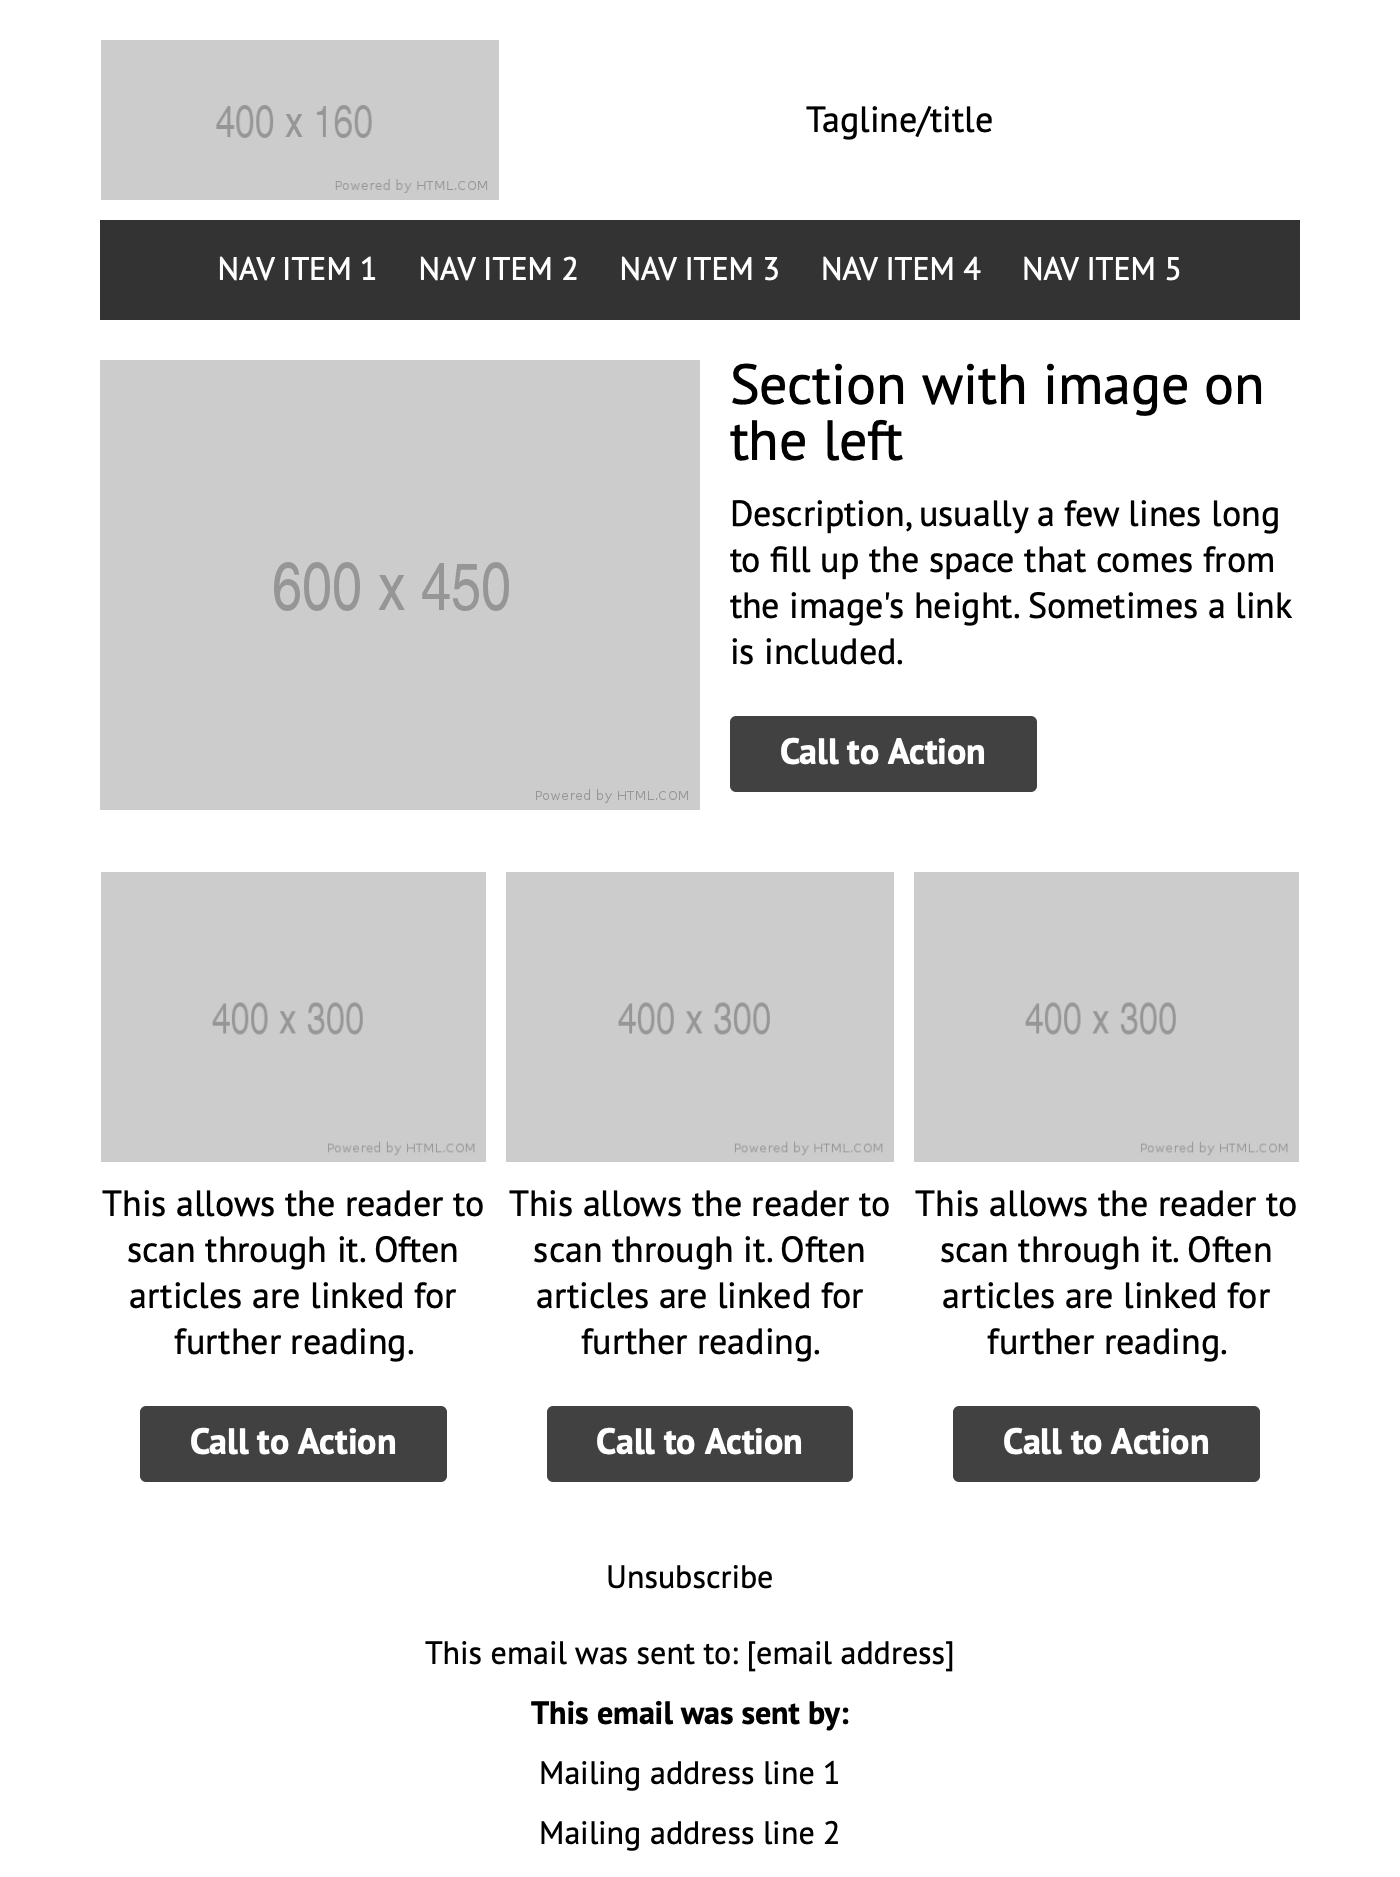 400 x 160
Powered by HTML.COM
Tagline/title
NAV ITEM 1 NAV ITEM 2 NAV ITEM 3 NAV ITEM 4 NAV ITEM 5
600 x 450
Powered by HTML.COM
Section with image on
the left
Description, usually a few lines long
to fill up the space that comes from
the image's height. Sometimes a link
is included.
Call to Action
400 x 300
Powered by HTML.COM
This allows the reader to
scan through it. Often
articles are linked for
further reading.
Call to Action
400 x 300
Powered by HTML.COM
This allows the reader to
scan through it. Often
articles are linked for
further reading.
Call to Action
400 x 300
Powered by HTML.COM
This allows the reader to
scan through it. Often
articles are linked for
further reading.
Call to Action
Unsubscribe
This email was sent to: [email address]
This email was sent by:
Mailing address line 1
Mailing address line 2